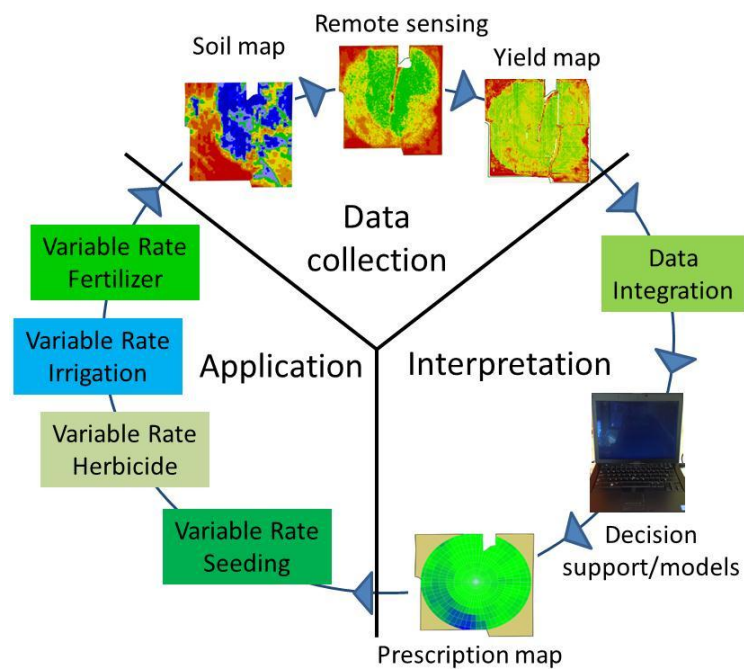 Soil map
Remote sensing
Yield map
Data
collection
Variable Rate
Fertilizer
Data
Integration
Variable Rate
Irrigation
Application
Interpretation
Variable Rate
Herbicide
Variable Rate
Seeding
Decision
support/models
Prescription map